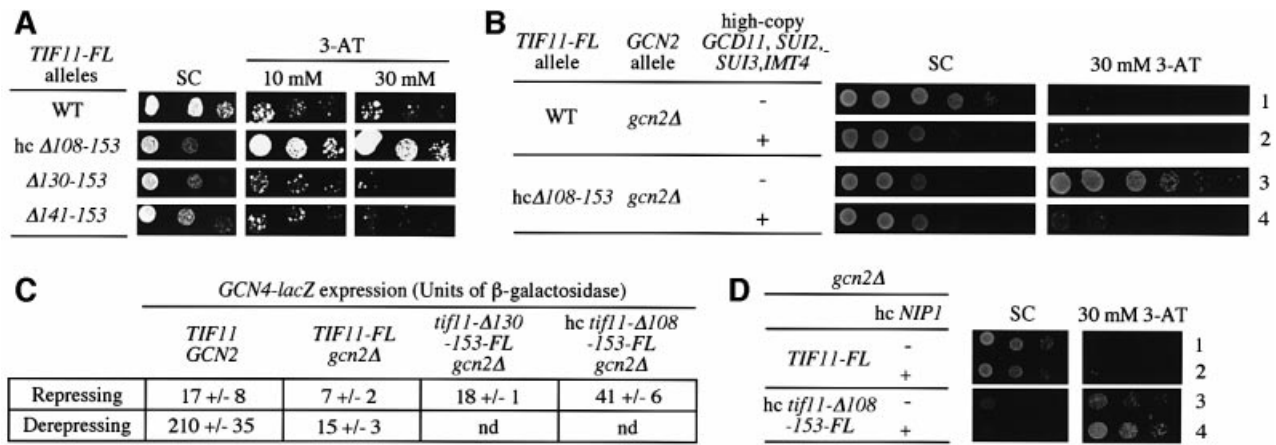 A
TIF11-FL alleles
3-AT
SC 10 mM 30 mM
WT
hc Δ108-153
Δ130-153
Δ141-153
B
TIF11-FL allele
GCN2 allele
high-copy GCD11, SUI2, SUI3,IMT4
SC 30 mM 3-AT
WT gcn2Δ
- 1
+ 2
hcΔ108-153 gcn2Δ
- 3
+ 4
C
GCN4-lacZ expression (Units of β-galactosidase)
TIF11 GCN2
TIF11-FL gcn2Δ
tif11-Δ130 -153-FL gcn2Δ
hc tif11-Δ108 -153-FL gcn2Δ
Repressing 17 +/- 8 7 +/- 2 18 +/- 1 41 +/- 6
Derepressing 210 +/- 35 15 +/- 3 nd nd
D
gcn2Δ
hc NIP1 SC 30 mM 3-AT
TIF11-FL
- 1
+ 2
hc tif11-Δ108 -153-FL
- 3
+ 4